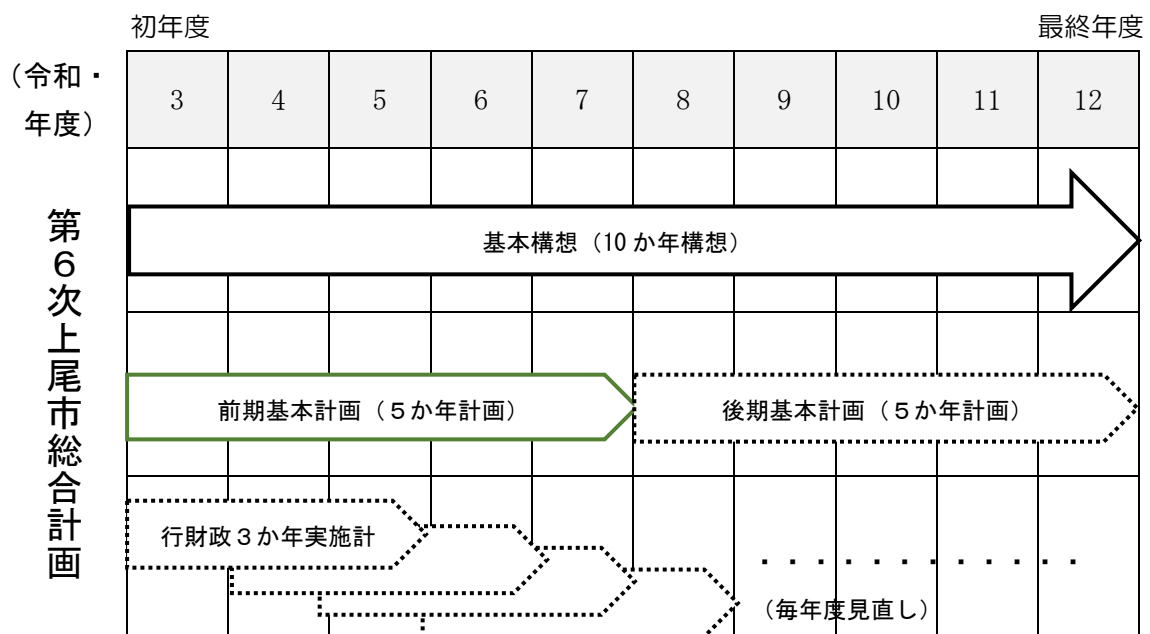 初年度
最終年度
（令和・
年度）
3 4 5 6 7 8 9 10 11 12
第６次上尾市総合計画
基本構想（10 か年構想）
前期基本計画（５か年計画）
後期基本計画（５か年計画）
行財政３か年実施計
・・・・・・・・・・・・
（毎年度見直し）